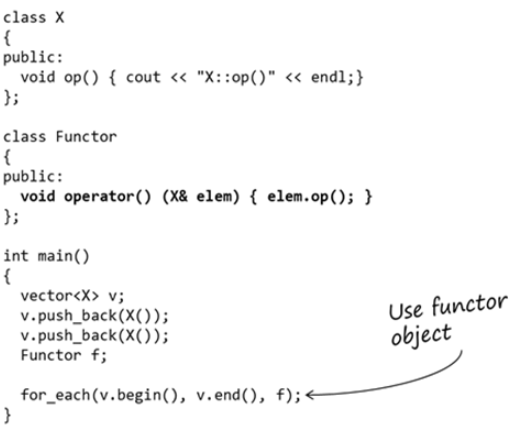 class X
{
public:
  void op() { cout << "X::op()" << endl;}
};

class Functor
{
public:
  void operator() (X& elem) { elem.op(); }
};

int main()
{
  vector<X> v;
  v.push_back(X());
  v.push_back(X());
  Functor f;

  for_each(v.begin(), v.end(), f);
}
Use functor
object